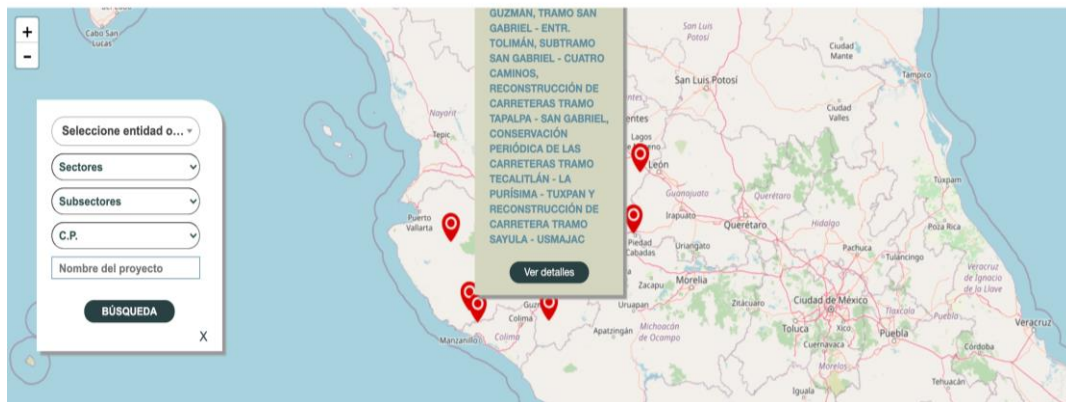 Cabo San
Lucas
+
−
Seleccione entidad o...
Sectores
Subsectores
C.P.
Nombre del proyecto
BÚSQUEDA
X
GUZMÁN, TRAMO SAN
GABRIEL - ENTR.
TOLIMÁN, SUBTRAMO
SAN GABRIEL - CUATRO
CAMINOS,
RECONSTRUCCIÓN DE
CARRETERAS TRAMO
TAPALPA - SAN GABRIEL,
CONSERVACIÓN
PERIÓDICA DE LAS
CARRETERAS TRAMO
TECALITLÁN - LA
PURÍSIMA - TUXPAN Y
RECONSTRUCCIÓN DE
CARRETERA TRAMO
SAYULA - USMAJAC
Ver detalles
San Luis
Potosí
Ciudad
Mante
Tampico
San Luis Potosí
Nayarit
Tepic
Ciudad
Valles
Lagos
León
Guanajuato
Querétaro
Tuxpam
Puerto
Vallarta
Irapuato
Querétaro
Hidalgo
Poza Rica
Piedad
Cabadas
Uriangato
Pachuca
Tulancingo
Zacapu
Morelia
Veracruz
de Ignacio
de la Llave
Uruapan
Zitácuaro
Ciudad de México
Tlaxcala
Puebla
Colima
Manzanillo
Colima
Apatzingán
Michoacán
de Ocampo
Toluca
Xico
Puebla
Veracruz
Cuernavaca
Morelos
Córdoba
Iguala
Tehuacán